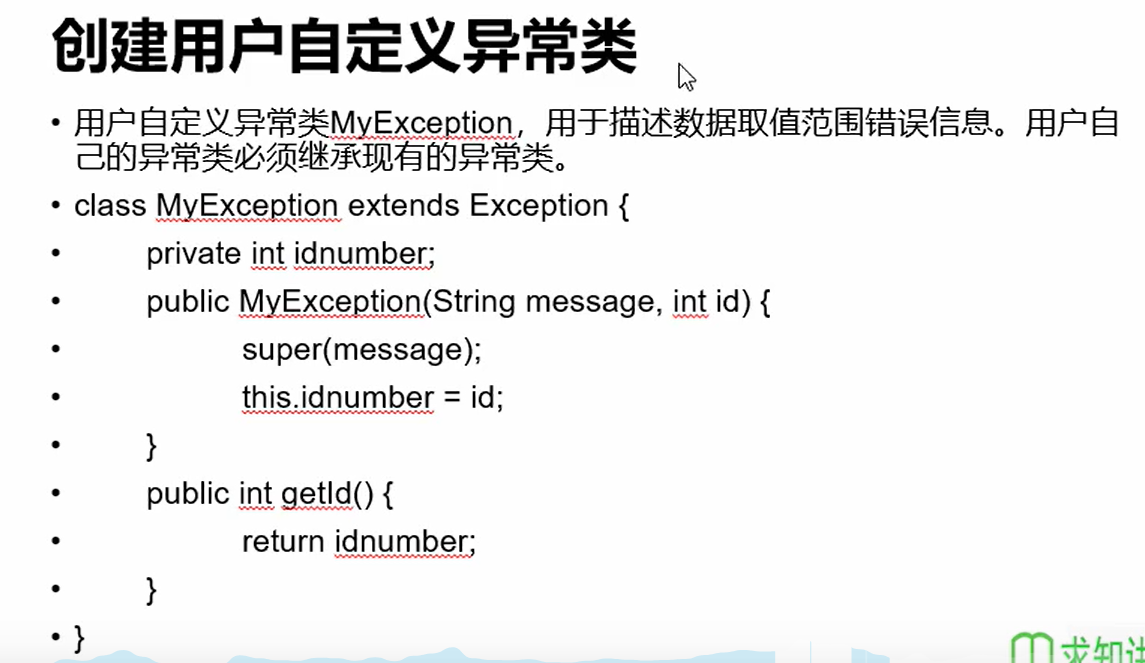 创建用户自定义异常类
• 用户自定义异常类MyException，用于描述数据取值范围错误信息。用户自
己的异常类必须继承现有的异常类。
• class MyException extends Exception {
• private int idnumber;
• public MyException(String message, int id) {
• super(message);
• this.idnumber = id;
• }
• public int getId() {
• return idnumber;
• }
• }
求知讲